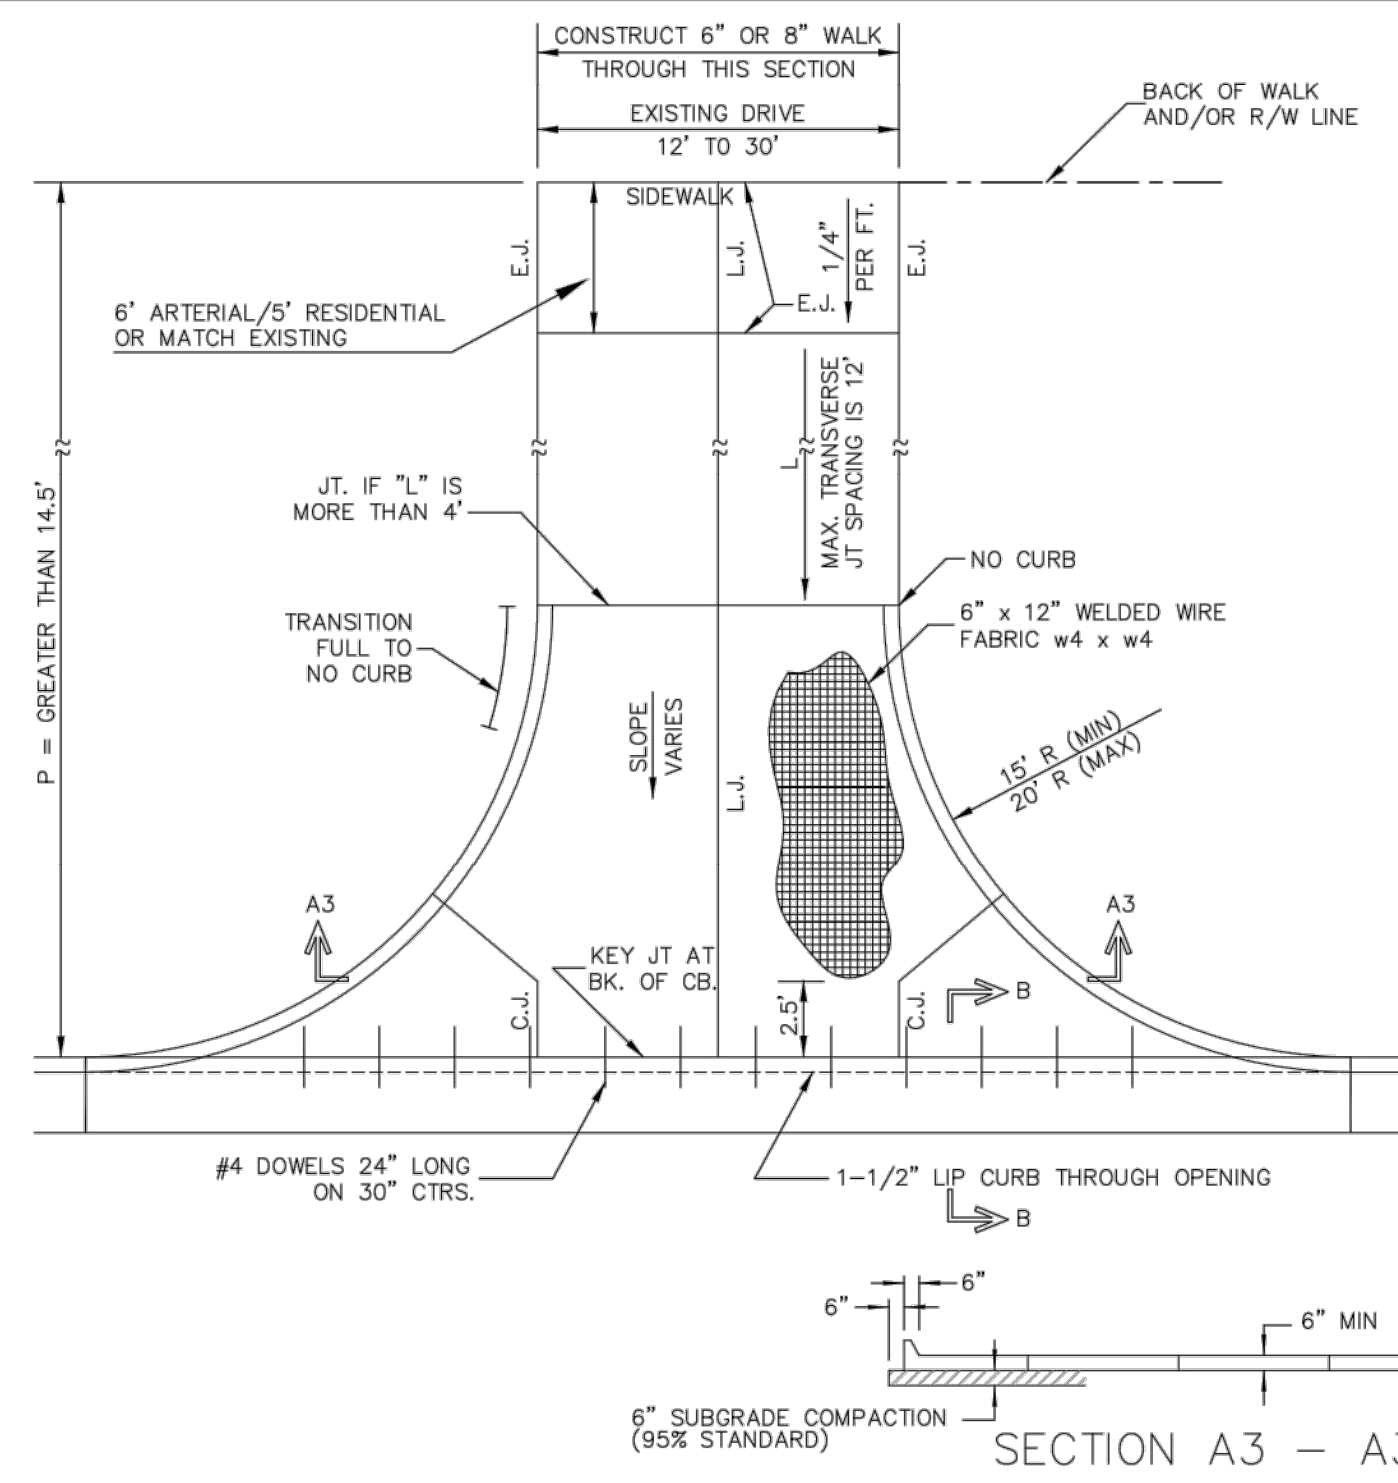 CONSTRUCT 6” OR 8” WALK
THROUGH THIS SECTION
EXISTING DRIVE
12’ TO 30’
BACK OF WALK
AND/OR R/W LINE
SIDEWALK
E.J.
L.J.
1/4”
PER FT.
E.J.
E.J.
6’ ARTERIAL/5’ RESIDENTIAL
OR MATCH EXISTING
L
MAX. TRANSVERSE
JT SPACING IS 12’
P = GREATER THAN 14.5’
JT. IF ”L” IS
MORE THAN 4’
NO CURB
6” x 12” WELDED WIRE
FABRIC w4 x w4
TRANSITION
FULL TO
NO CURB
SLOPE
VARIES
L.J.
15’ R (MIN)
20’ R (MAX)
A3
A3
KEY JT AT
BK. OF CB.
C.J.
2.5’
C.J.
B
#4 DOWELS 24” LONG
ON 30” CTRS.
1-1/2” LIP CURB THROUGH OPENING
B
6”
6”
6” MIN
6” SUBGRADE COMPACTION
(95% STANDARD)
SECTION A3 - A3